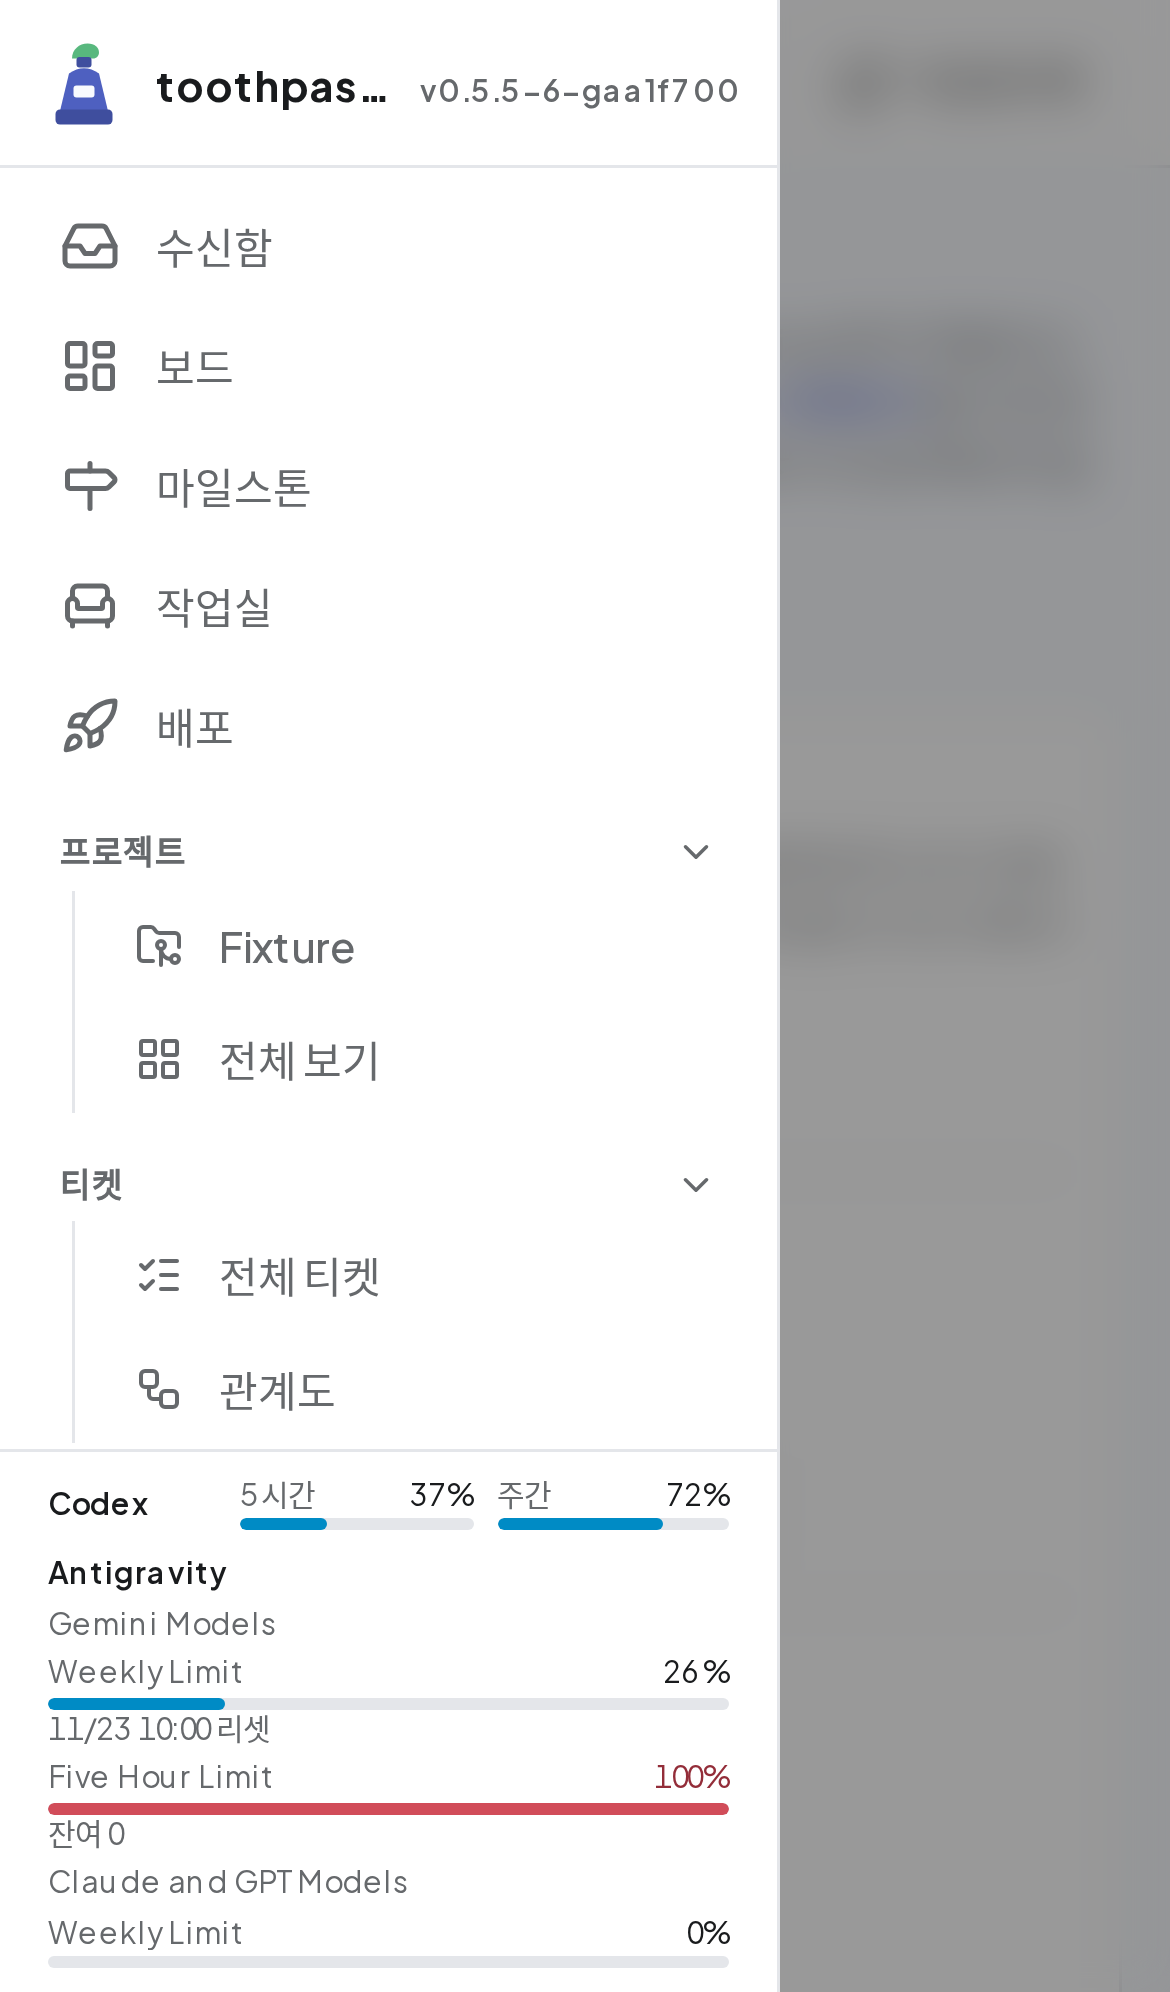 toothpas… v0.5.5-6-gaa1f700
수신함
보드
마일스톤
작업실
배포
프로젝트
Fixture
전체 보기
티켓
전체 티켓
관계도
Codex 5시간 37% 주간 72%
Antigravity
Gemini Models
Weekly Limit 26%
11/23 10:00 리셋
Five Hour Limit 100%
잔여 0
Claude and GPT Models
Weekly Limit 0%